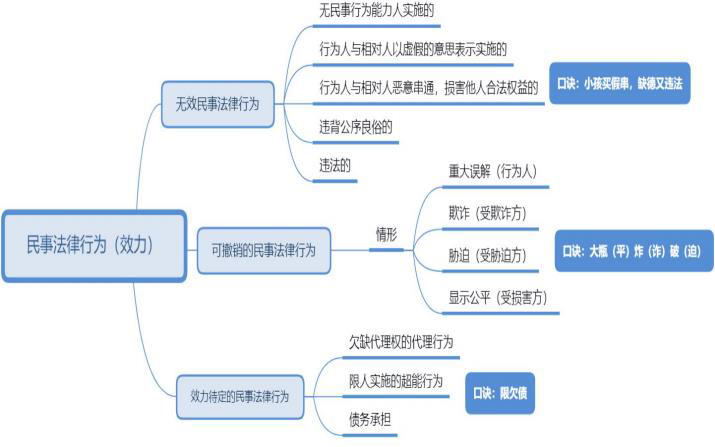 民事法律行为（效力）
无效民事法律行为
无民事行为能力人实施的
行为人与相对人以虚假的意思表示实施的
行为人与相对人恶意串通，损害他人合法权益的
违背公序良俗的
违法的
口诀：小孩买假串，缺德又违法
可撤销的民事法律行为
情形
重大误解（行为人）
欺诈（受欺诈方）
胁迫（受胁迫方）
显示公平（受损害方）
口诀：大瓶（平）炸（诈）破（迫）
效力待定的民事法律行为
欠缺代理权的代理行为
限人实施的超能行为
债务承担
口诀：限欠债